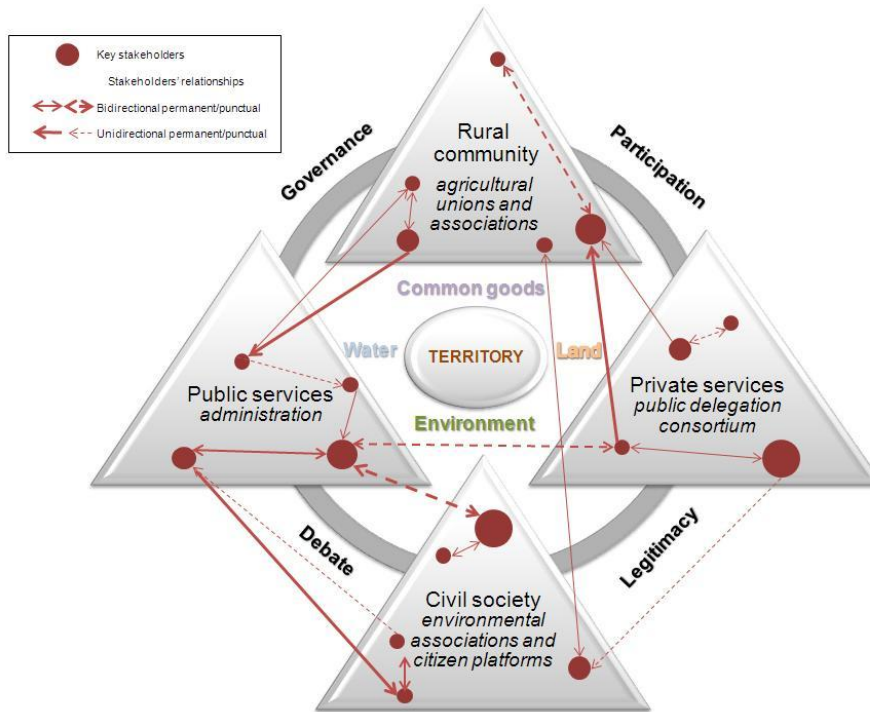 Key stakeholders
Stakeholders' relationships
Bidirectional permanent/punctual
Unidirectional permanent/punctual
Governance
Participation
Rural
community
agricultural
unions and
associations
Common goods
Water
TERRITORY
Land
Environment
Public services
administration
Private services
public delegation
consortium
Debate
Legitimacy
Civil society
environmental
associations and
citizen platforms